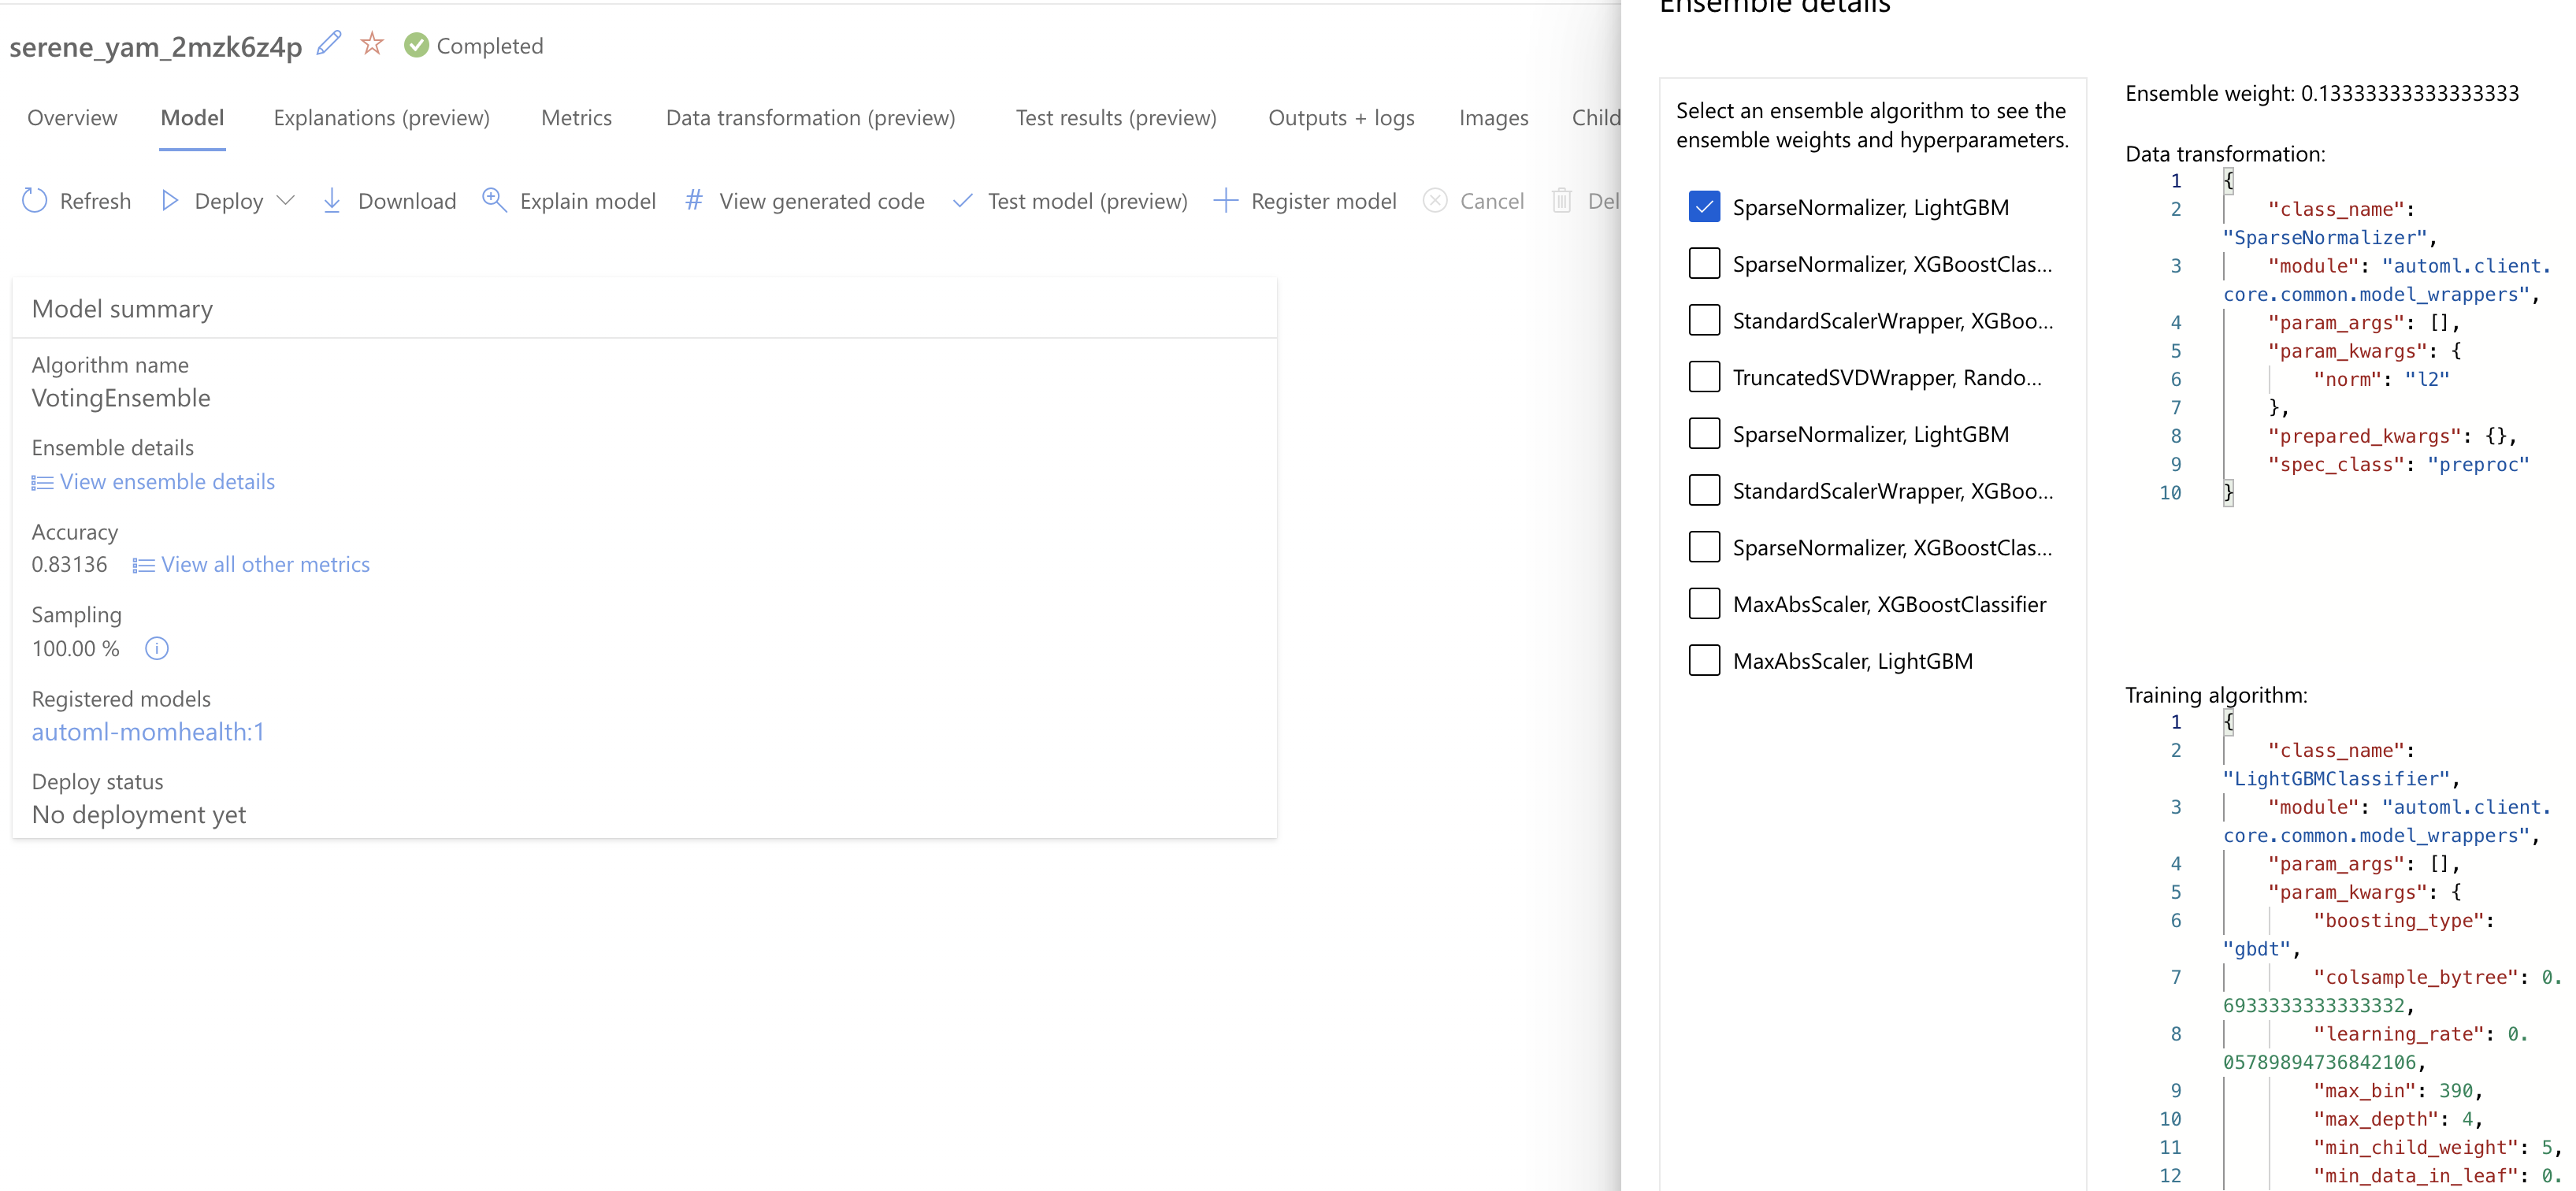 serene_yam_2mzk6z4p Completed
Overview Model Explanations (preview) Metrics Data transformation (preview) Test results (preview) Outputs + logs Images Child
Refresh Deploy Download Explain model # View generated code Test model (preview) Register model Cancel Del
Model summary
Algorithm name
VotingEnsemble
Ensemble details
View ensemble details
Accuracy
0.83136 View all other metrics
Sampling
100.00 %
Registered models
automl-momhealth:1
Deploy status
No deployment yet
Ensemble details
Select an ensemble algorithm to see the
ensemble weights and hyperparameters.
SparseNormalizer, LightGBM
SparseNormalizer, XGBoostClas...
StandardScalerWrapper, XGBoo...
TruncatedSVDWrapper, Rando...
SparseNormalizer, LightGBM
StandardScalerWrapper, XGBoo...
SparseNormalizer, XGBoostClas...
MaxAbsScaler, XGBoostClassifier
MaxAbsScaler, LightGBM
Ensemble weight: 0.13333333333333333
Data transformation:
1 {
2 "class_name":
"SparseNormalizer",
3 "module": "automl.client.
core.common.model_wrappers",
4 "param_args": [],
5 "param_kwargs": {
6 "norm": "l2"
7 },
8 "prepared_kwargs": {},
9 "spec_class": "preproc"
10 }
Training algorithm:
1 {
2 "class_name":
"LightGBMClassifier",
3 "module": "automl.client.
core.common.model_wrappers",
4 "param_args": [],
5 "param_kwargs": {
6 "boosting_type":
"gbdt",
7 "colsample_bytree": 0.
6933333333333332,
8 "learning_rate": 0.
05789894736842106,
9 "max_bin": 390,
10 "max_depth": 4,
11 "min_child_weight": 5,
12 "min_data_in_leaf": 0.